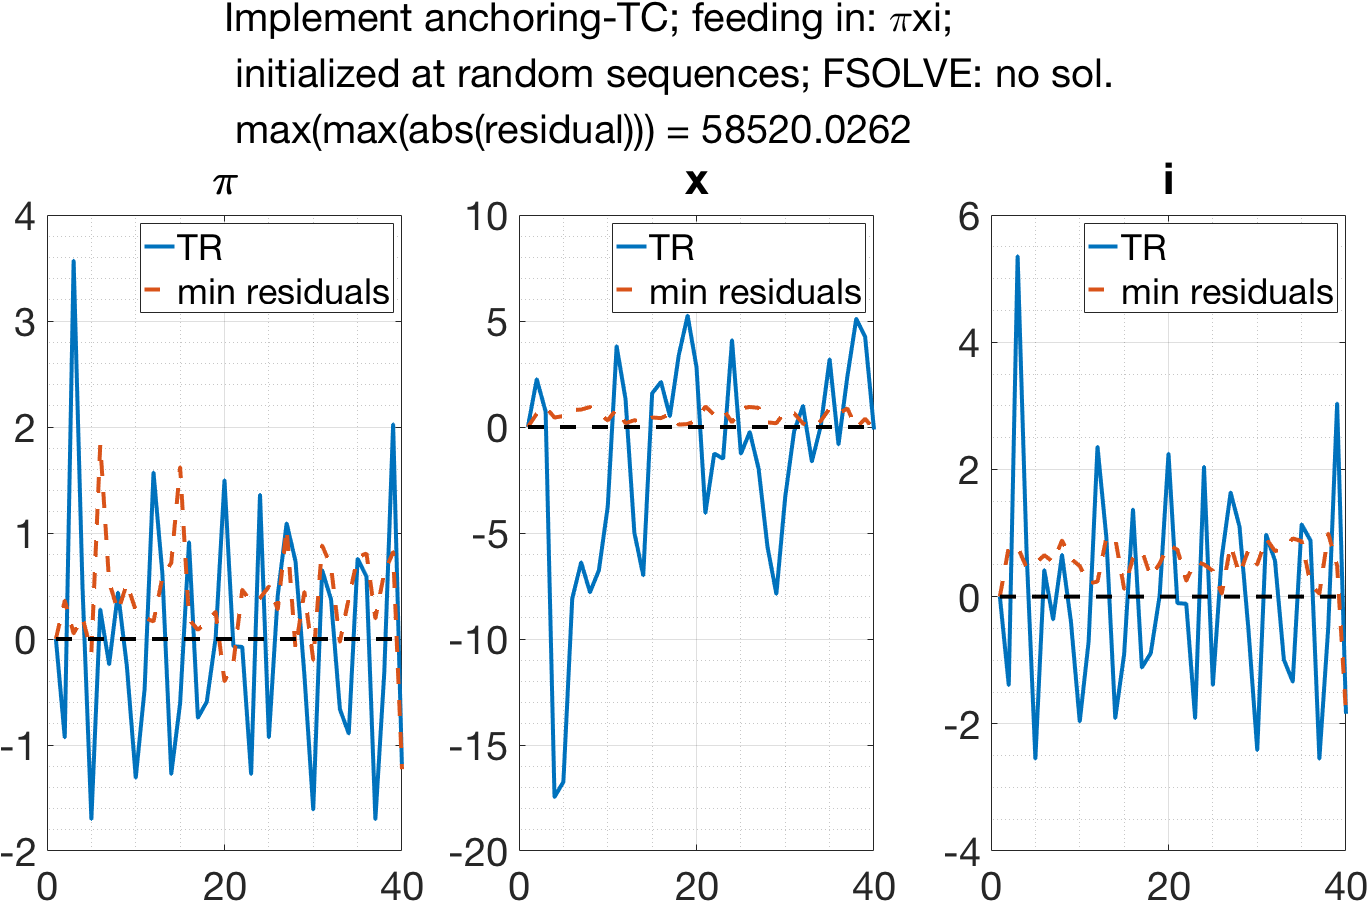 Implement anchoring-TC; feeding in: πxi;
initialized at random sequences; FSOLVE: no sol.
max(max(abs(residual))) = 58520.0262
π
4
3
2
1
0
-1
-2
0
20
40
TR
min residuals
x
10
5
0
-5
-10
-15
-20
0
20
40
TR
min residuals
i
6
4
2
0
-2
-4
0
20
40
TR
min residuals